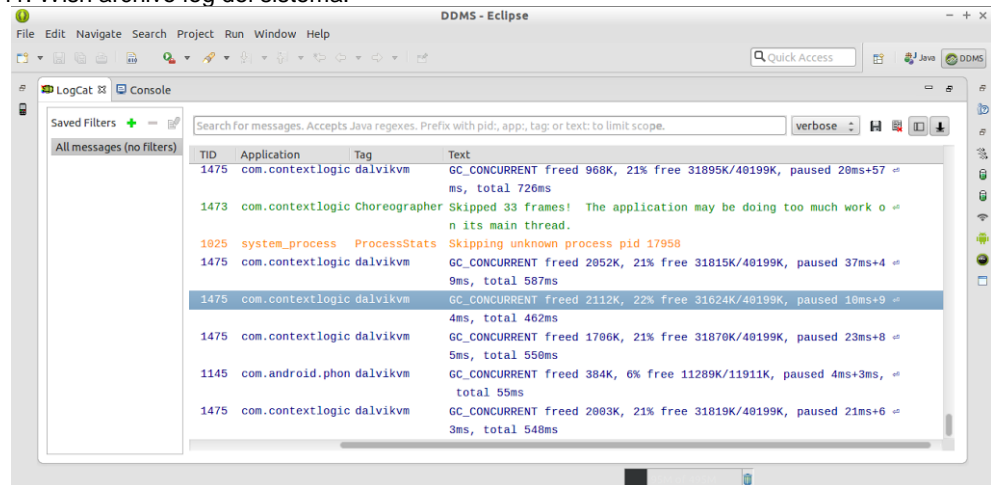 Wish archivo log del sistema.
DDMS - Eclipse
File Edit Navigate Search Project Run Window Help
Quick Access
Java
DDMS
LogCat Console
Saved Filters
All messages (no filters)
Search for messages. Accepts Java regexes. Prefix with pid:, app:, tag: or text: to limit scope.
verbose
TID Application Tag Text
1475 com.contextlogic dalvikvm GC_CONCURRENT freed 968K, 21% free 31895K/40199K, paused 20ms+57
ms, total 726ms
1473 com.contextlogic Choreographer Skipped 33 frames! The application may be doing too much work o
n its main thread.
1025 system_process ProcessStats Skipping unknown process pid 17958
1475 com.contextlogic dalvikvm GC_CONCURRENT freed 2052K, 21% free 31815K/40199K, paused 37ms+4
9ms, total 587ms
1475 com.contextlogic dalvikvm GC_CONCURRENT freed 2112K, 22% free 31624K/40199K, paused 10ms+9
4ms, total 462ms
1475 com.contextlogic dalvikvm GC_CONCURRENT freed 1706K, 21% free 31870K/40199K, paused 23ms+8
5ms, total 550ms
1145 com.android.phon dalvikvm GC_CONCURRENT freed 384K, 6% free 11289K/11911K, paused 4ms+3ms,
total 55ms
1475 com.contextlogic dalvikvm GC_CONCURRENT freed 2003K, 21% free 31819K/40199K, paused 21ms+6
3ms, total 548ms